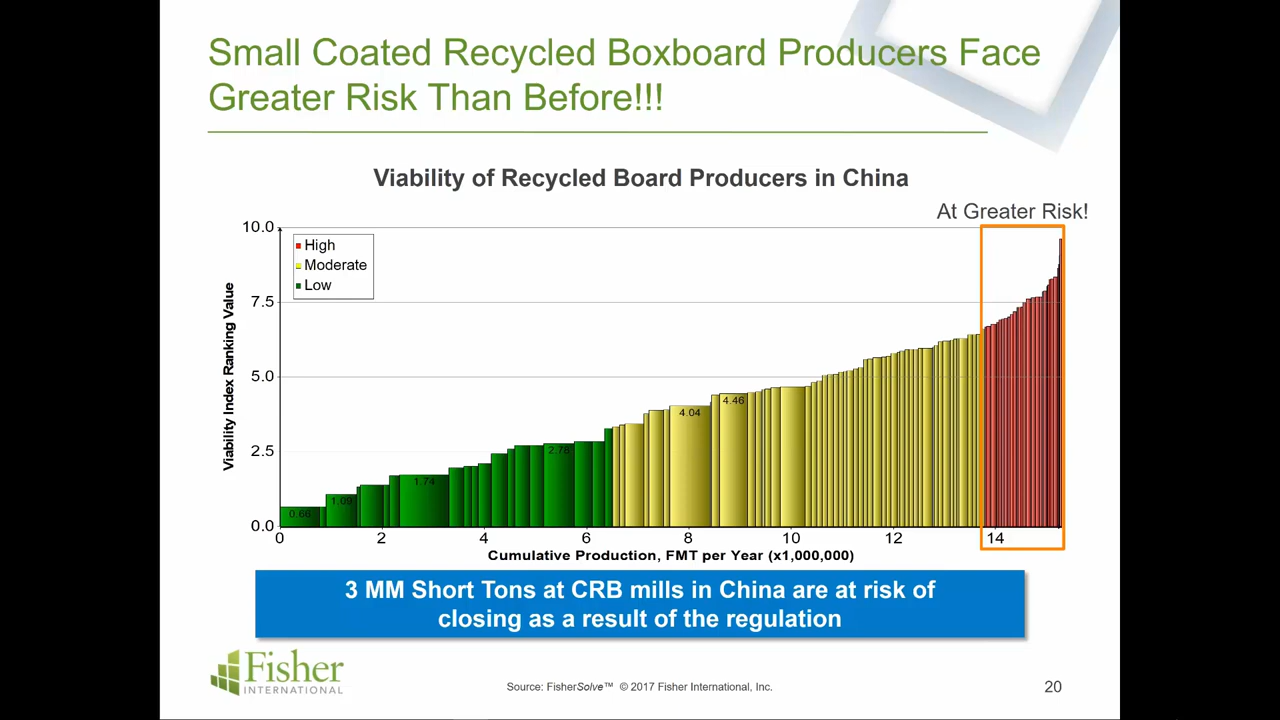 Small Coated Recycled Boxboard Producers Face
Greater Risk Than Before!!!
Viability of Recycled Board Producers in China
At Greater Risk!
10.0
7.5
5.0
2.5
0.0
Viability Index Ranking Value
High
Moderate
Low
0.66
1.09
1.74
2.78
4.04
4.46
0 2 4 6 8 10 12 14
Cumulative Production, FMT per Year (x1,000,000)
3 MM Short Tons at CRB mills in China are at risk of
closing as a result of the regulation
Fisher
INTERNATIONAL
Source: FisherSolve™ © 2017 Fisher International, Inc.
20